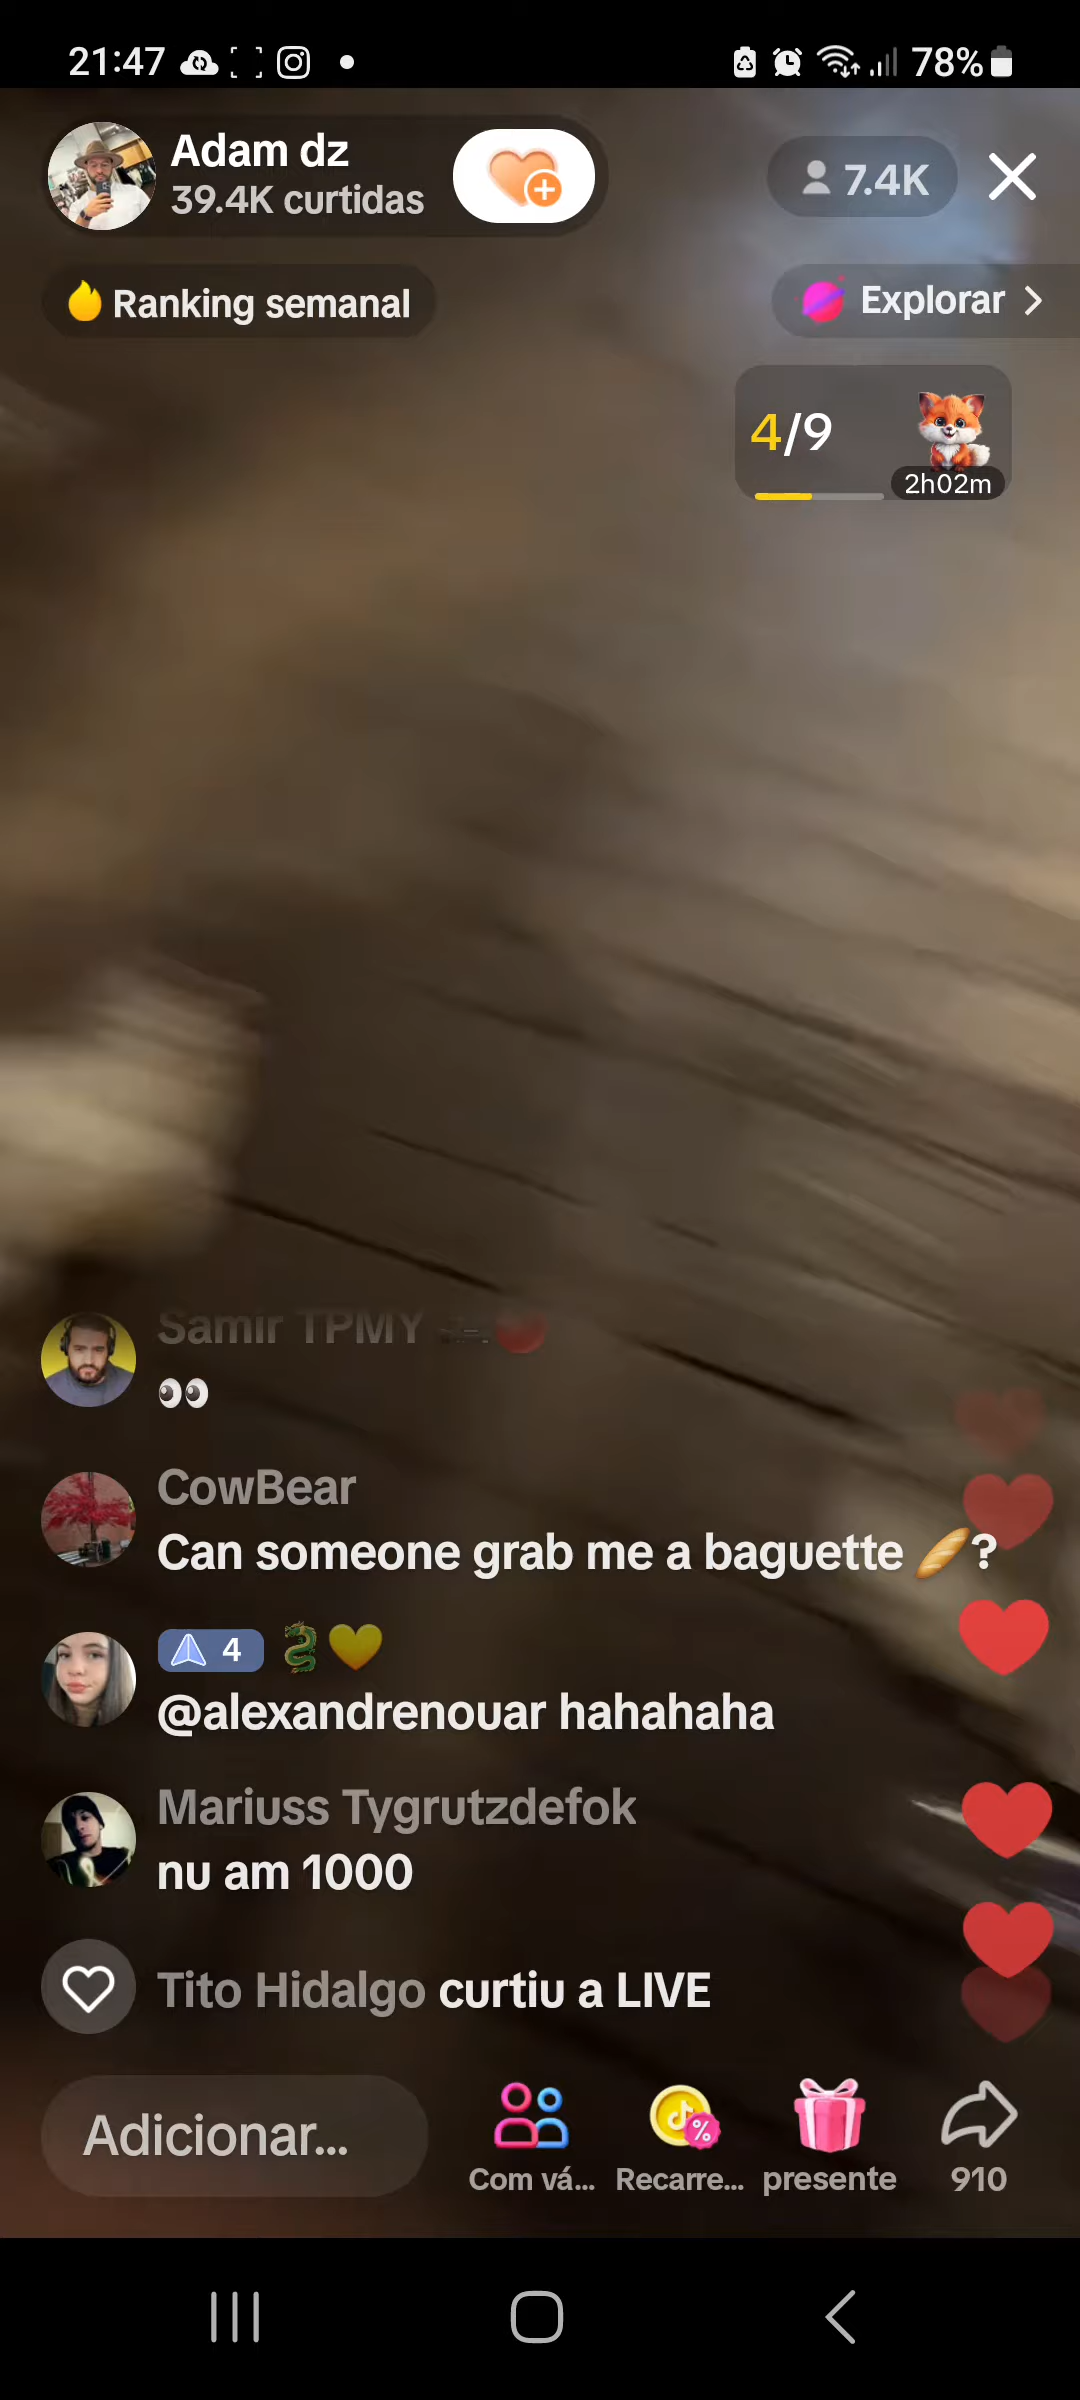 21:47
78%
Adam dz
39.4K curtidas
7.4K
Ranking semanal
Explorar
4/9
2h02m
Samir TPMY
👀
CowBear
Can someone grab me a baguette 🥖?
4 🐉💛
@alexandrenouar hahahaha
Mariuss Tygrutzdefok
nu am 1000
Tito Hidalgo curtiu a LIVE
Adicionar...
Com vá...
Recarre...
presente
910